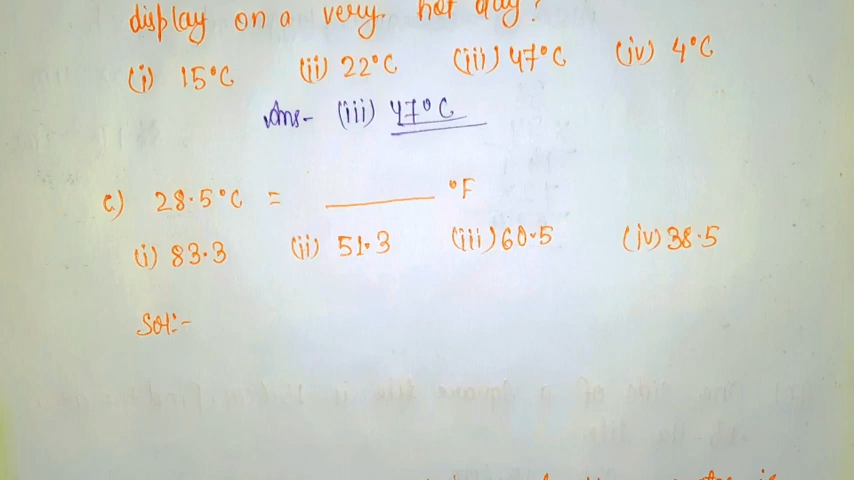 display on a very hot day?
(i) 15°C (ii) 22°C (iii) 47°C (iv) 4°C
Ans- (iii) 47°C
c) 28.5°C = ______ °F
(i) 83.3 (ii) 51.3 (iii) 60.5 (iv) 38.5
Sol:-